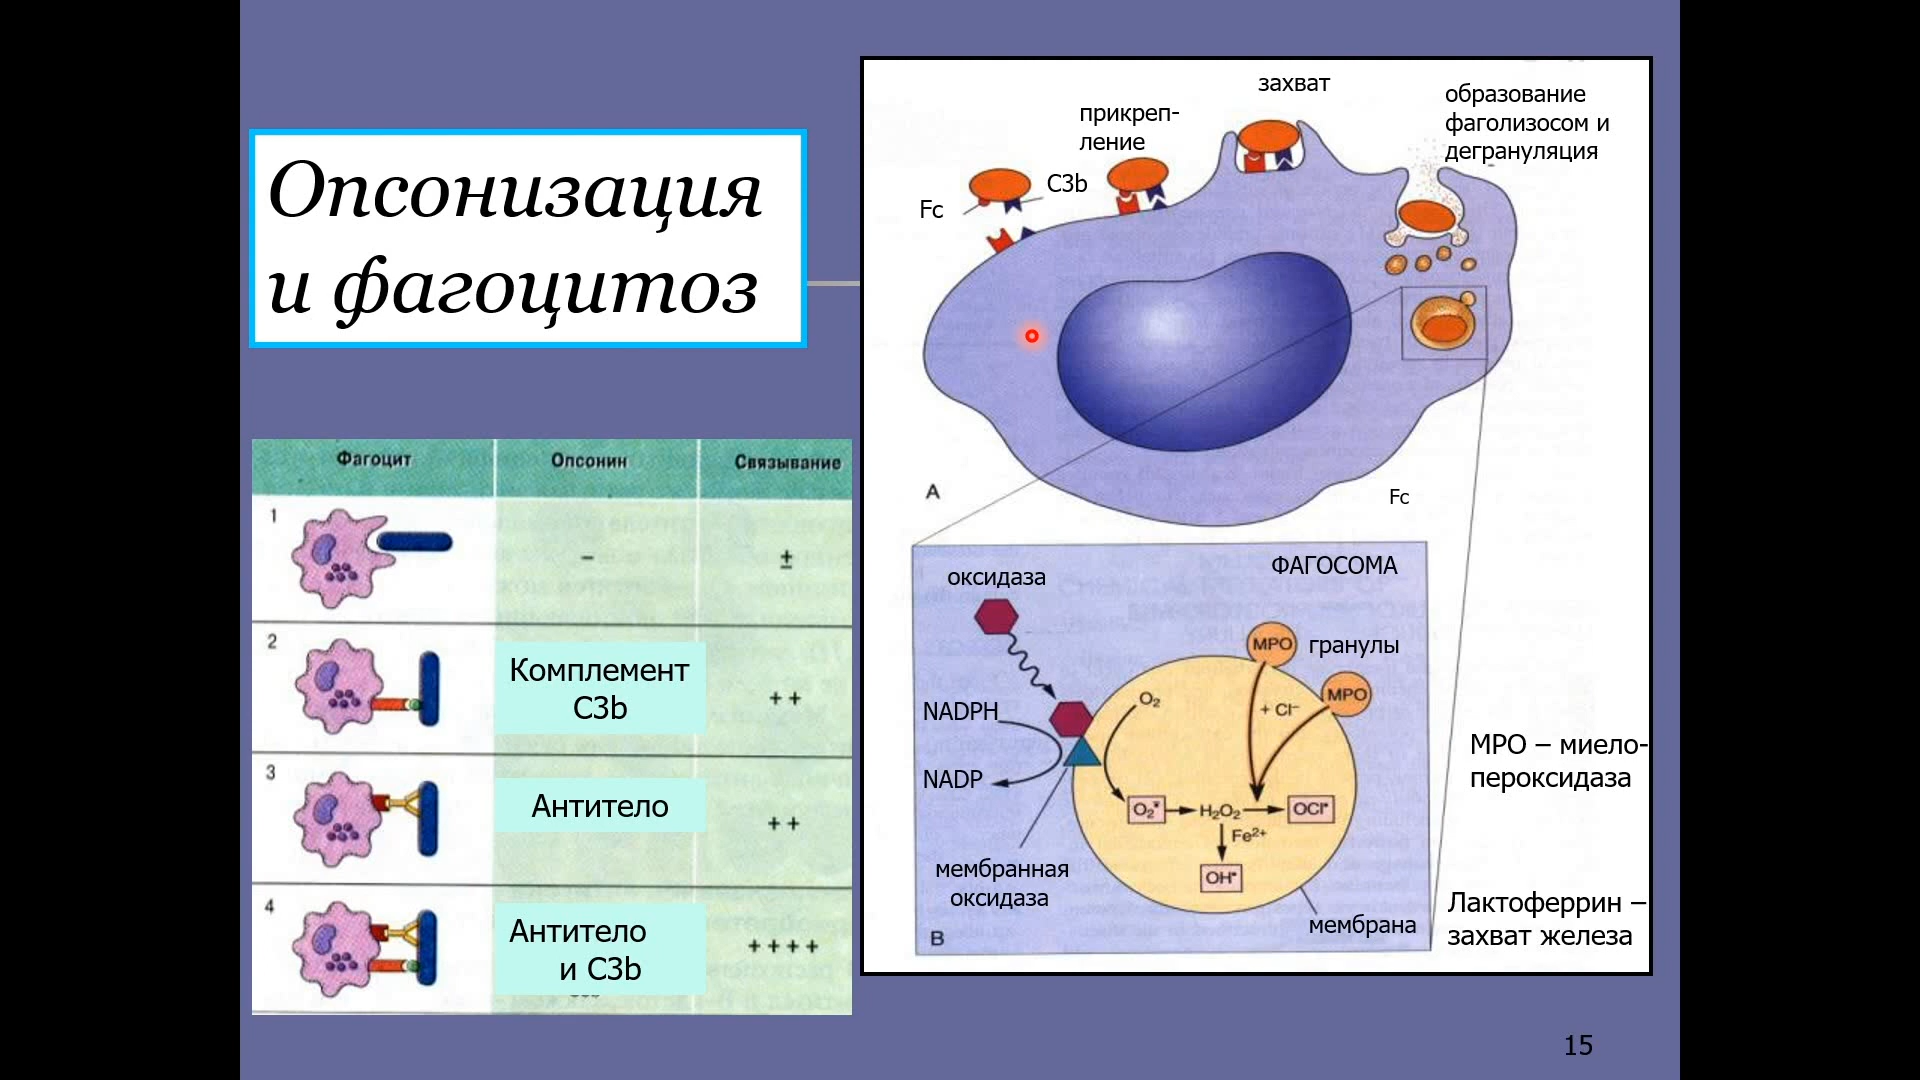 Опсонизация
и фагоцитоз
Фагоцит
Опсонин
Связывание
1
–
±
2
Комплемент
C3b
++
3
Антитело
++
4
Антитело
и C3b
++++
захват
прикреп-
ление
образование
фаголизосом и
дегрануляция
C3b
Fc
A
Fc
ФАГОСОМА
оксидаза
MPO
гранулы
MPO
O₂
+ Cl⁻
NADPH
NADP
O₂⁻•
H₂O₂
OCl•
Fe²⁺
OH•
мембранная
оксидаза
мембрана
B
MPO – миело-
пероксидаза
Лактоферрин –
захват железа
15